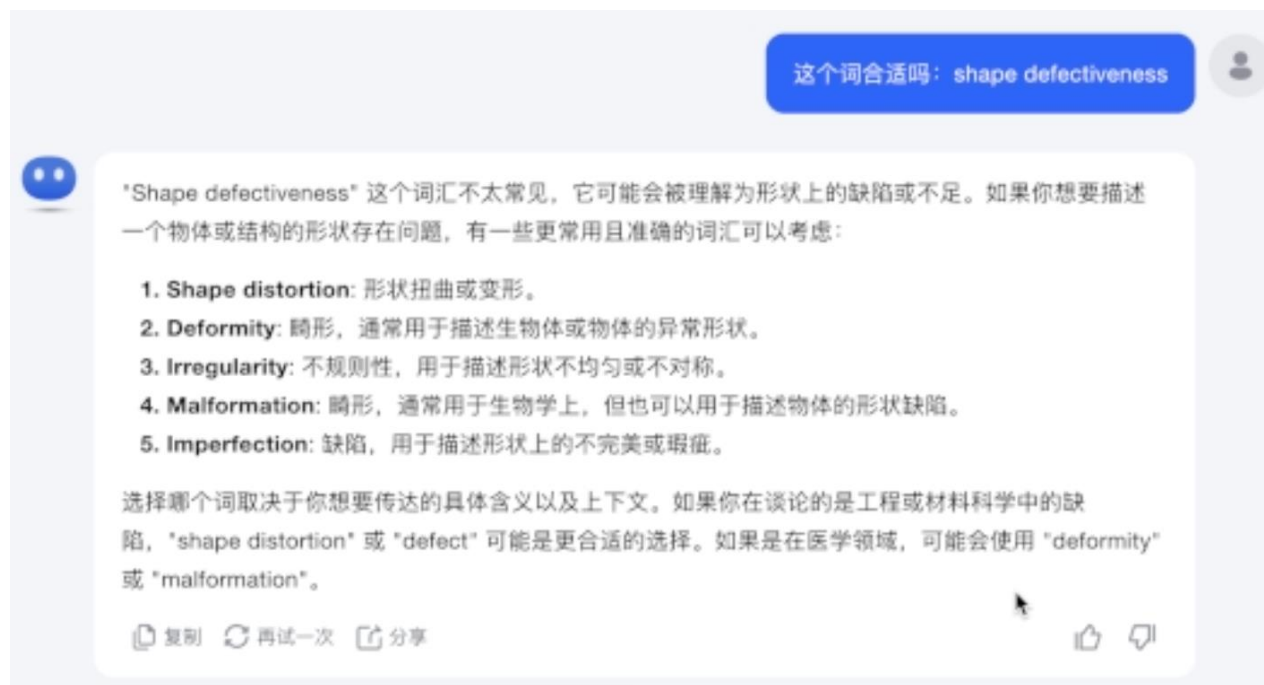 这个词合适吗：shape defectiveness
"Shape defectiveness" 这个词汇不太常见，它可能会被理解为形状上的缺陷或不足。如果你想要描述
一个物体或结构的形状存在问题，有一些更常用且准确的词汇可以考虑：
1. Shape distortion: 形状扭曲或变形。
2. Deformity: 畸形，通常用于描述生物体或物体的异常形状。
3. Irregularity: 不规则性，用于描述形状不均匀或不对称。
4. Malformation: 畸形，通常用于生物学上，但也可以用于描述物体的形状缺陷。
5. Imperfection: 缺陷，用于描述形状上的不完美或瑕疵。
选择哪个词取决于你想要传达的具体含义以及上下文。如果你在谈论的是工程或材料科学中的缺
陷，"shape distortion" 或 "defect" 可能是更合适的选择。如果是在医学领域，可能会使用 "deformity"
或 "malformation"。
复制 再试一次 分享